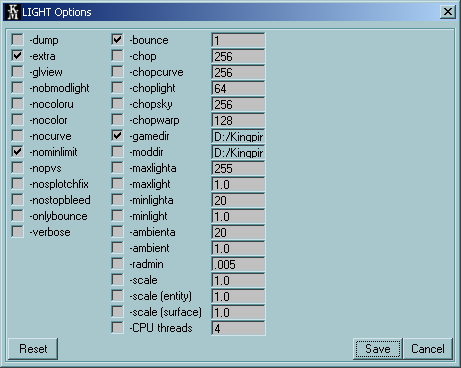 LIGHT Options
-dump
-extra
-glview
-nobmodlight
-nocoloru
-nocolor
-nocurve
-nominlimit
-nopvs
-nosplotchfix
-nostopbleed
-onlybounce
-verbose
-bounce 1
-chop 256
-chopcurve 256
-choplight 64
-chopsky 256
-chopwarp 128
-gamedir D:/Kingpir
-moddir D:/Kingpir
-maxlighta 255
-maxlight 1.0
-minlighta 20
-minlight 1.0
-ambienta 20
-ambient 1.0
-radmin .005
-scale 1.0
-scale (entity) 1.0
-scale (surface) 1.0
-CPU threads 4
Reset Save Cancel